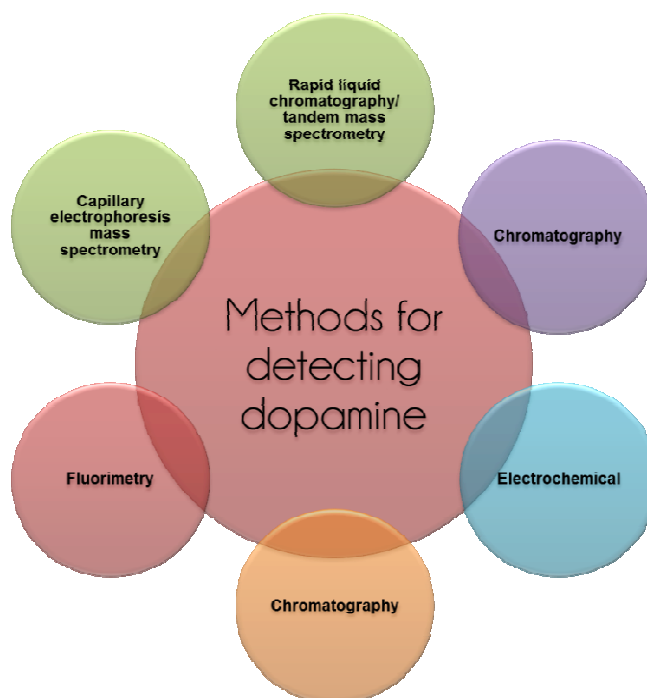 Rapid liquid
chromatography/
tandem mass
spectrometry
Capillary
electrophoresis
mass
spectrometry
Chromatography
Methods for
detecting
dopamine
Fluorimetry
Electrochemical
Chromatography